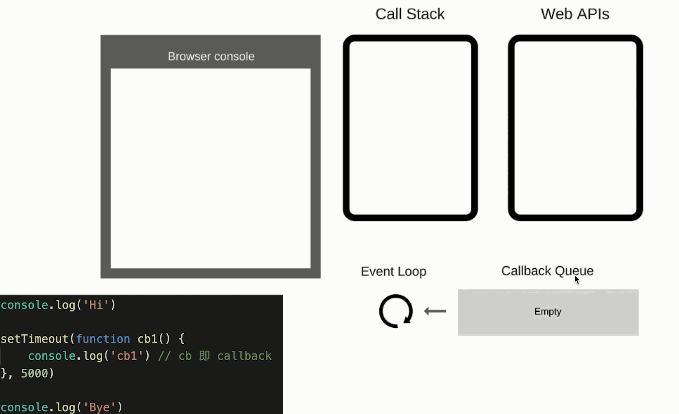 Call Stack
Web APIs
Browser console
Event Loop
Callback Queue
Empty
console.log('Hi')
setTimeout(function cb1() {
    console.log('cb1') // cb 即 callback
}, 5000)
console.log('Bye')